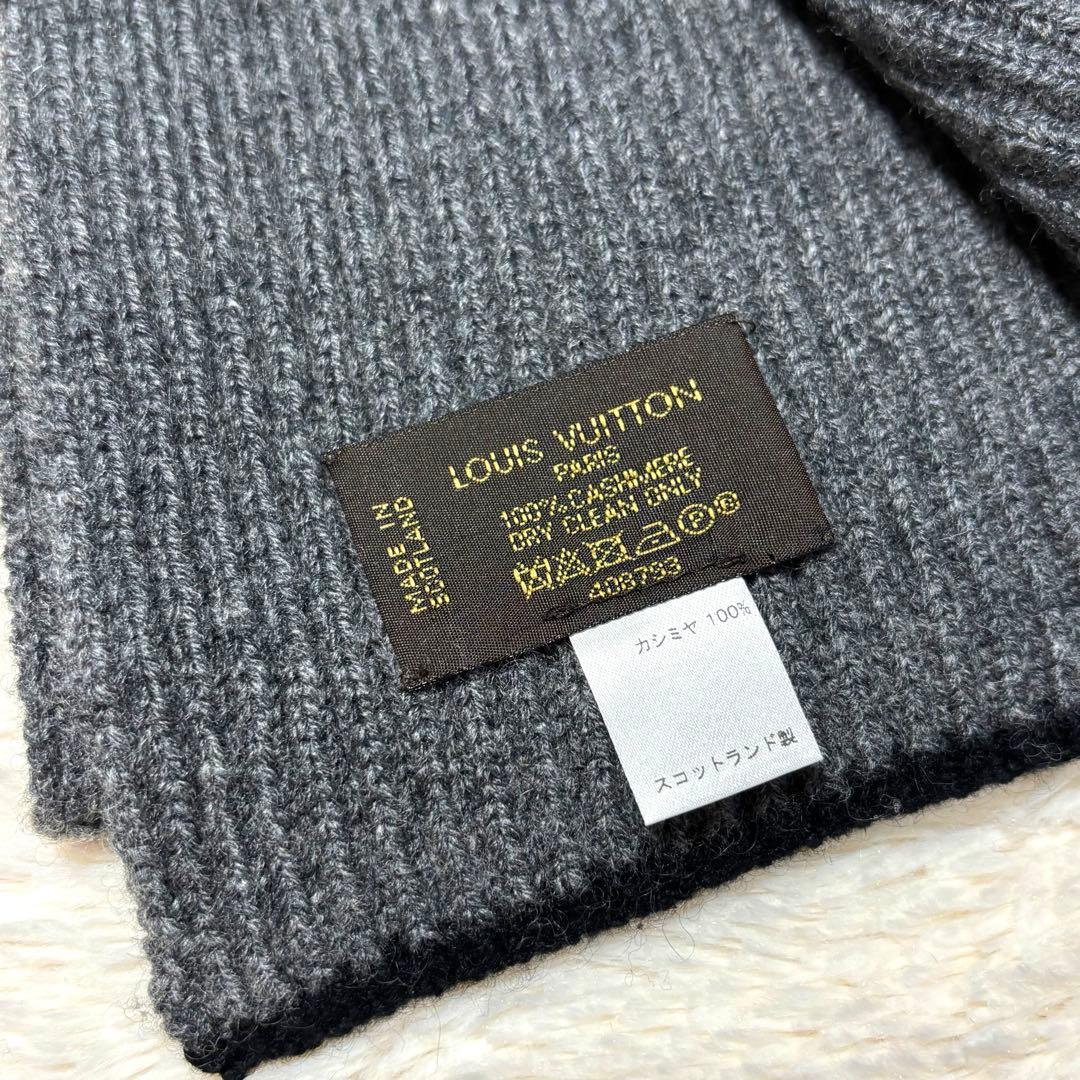 LOUIS VUITTON
PARIS
100% CASHMERE
DRY CLEAN ONLY
P B
408793
MADE IN
SCOTLAND
カシミヤ 100%
スコットランド製